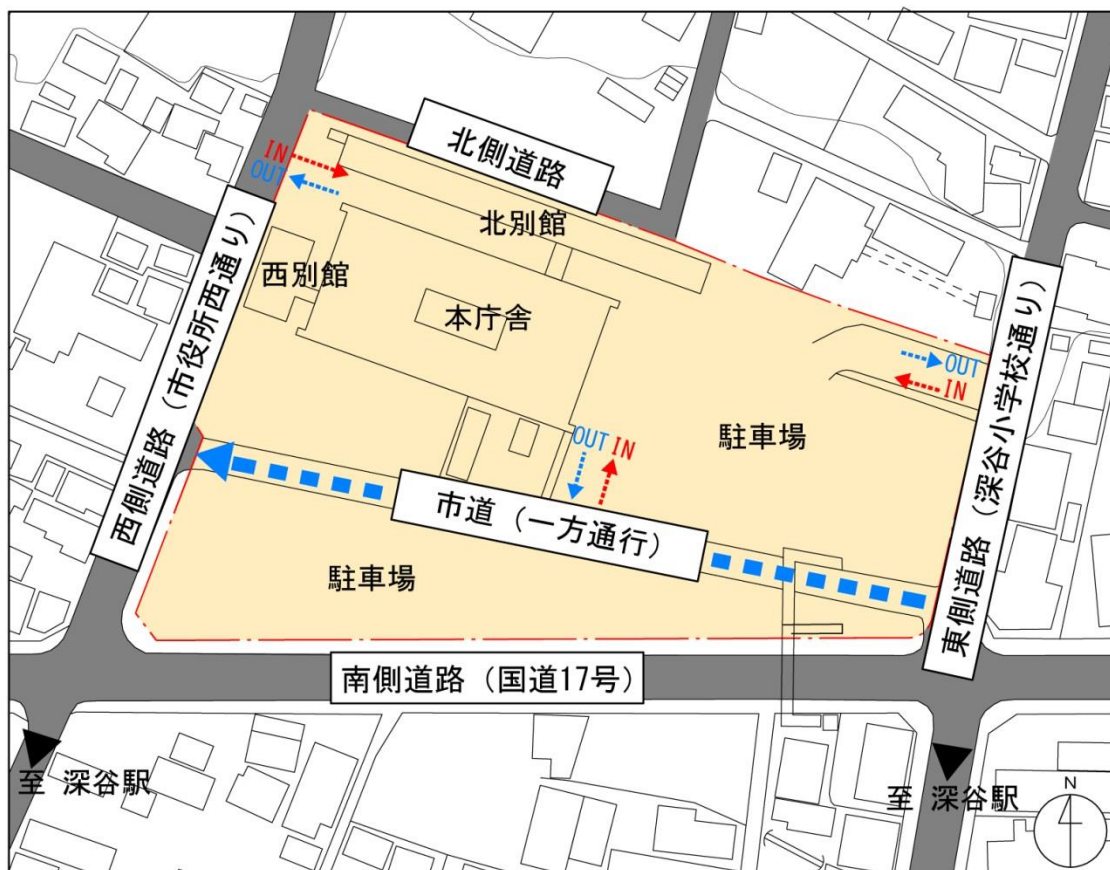 北側道路
IN
OUT
北別館
西別館
本庁舎
西側道路(市役所西通り)
東側道路(深谷小学校通り)
OUT
IN
駐車場
OUT IN
市道(一方通行)
駐車場
南側道路(国道17号)
至 深谷駅
至 深谷駅
N